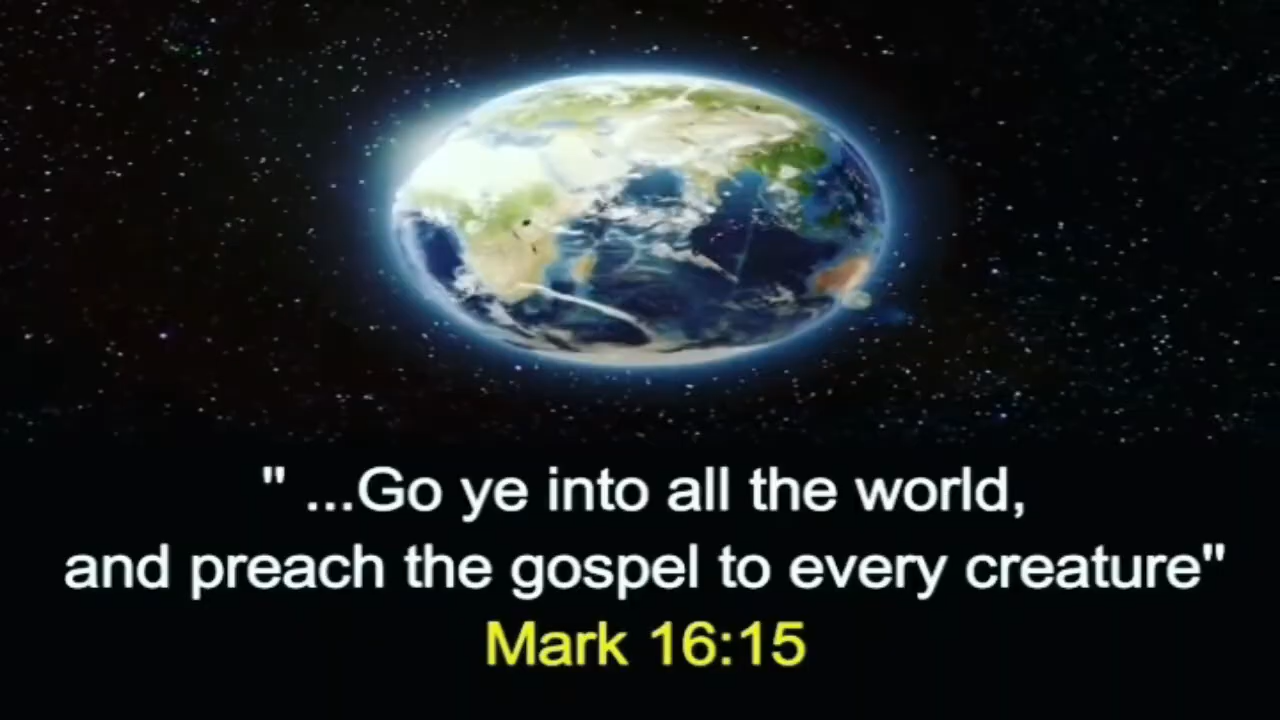 " ...Go ye into all the world,
and preach the gospel to every creature"
Mark 16:15